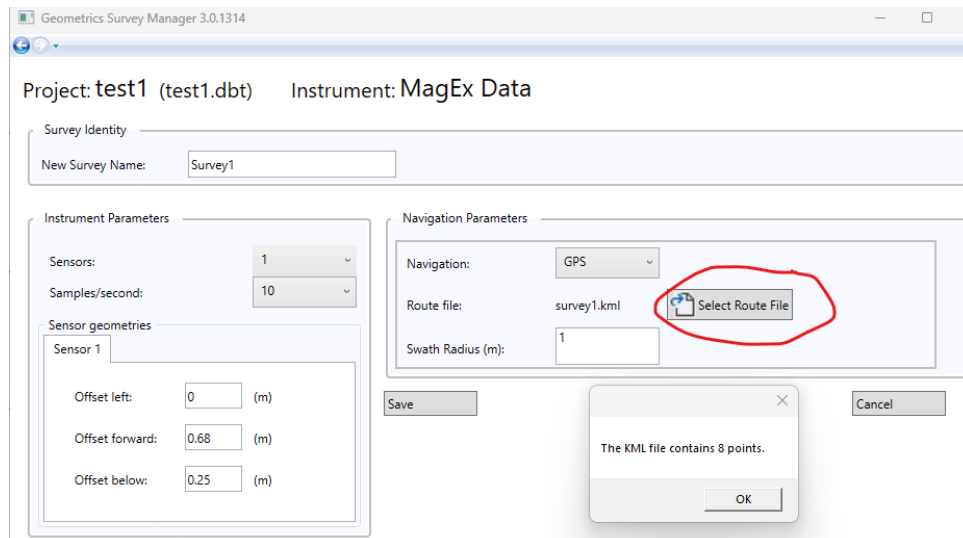 Geometrics Survey Manager 3.0.1314
Project: test1 (test1.dbt) Instrument: MagEx Data
Survey Identity
New Survey Name: Survey1
Instrument Parameters
Sensors: 1
Samples/second: 10
Sensor geometries
Sensor 1
Offset left: 0 (m)
Offset forward: 0.68 (m)
Offset below: 0.25 (m)
Navigation Parameters
Navigation: GPS
Route file: survey1.kml Select Route File
Swath Radius (m): 1
Save
Cancel
The KML file contains 8 points.
OK